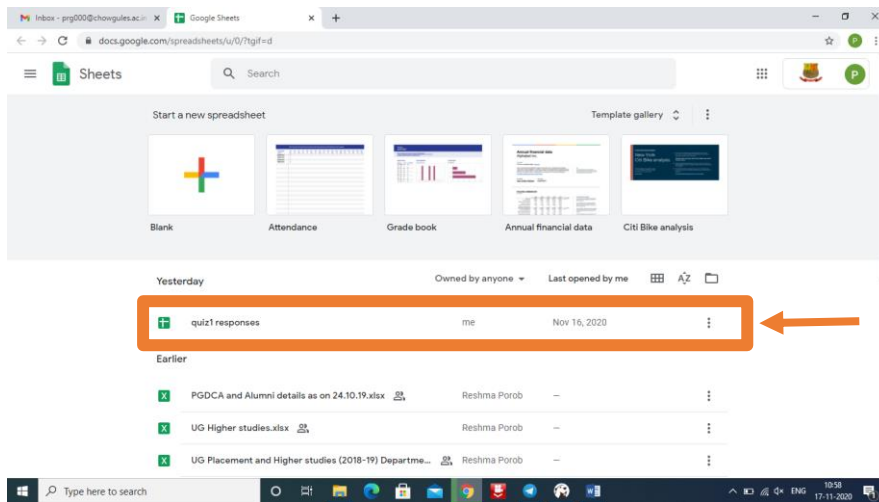 Inbox - prg000@chowgules.ac.in
Google Sheets
docs.google.com/spreadsheets/u/0/?tgif=d
P
Sheets
Search
P
Start a new spreadsheet
Template gallery
Blank
Attendance
Grade book
Annual financial data
Citi Bike analysis
Yesterday
Owned by anyone
Last opened by me
AZ
quiz1 responses me Nov 16, 2020
Earlier
X PGDCA and Alumni details as on 24.10.19.xlsx Reshma Porob –
X UG Higher studies.xlsx Reshma Porob –
X UG Placement and Higher studies (2018-19) Departme... Reshma Porob –
Type here to search
ENG
10:58
17-11-2020